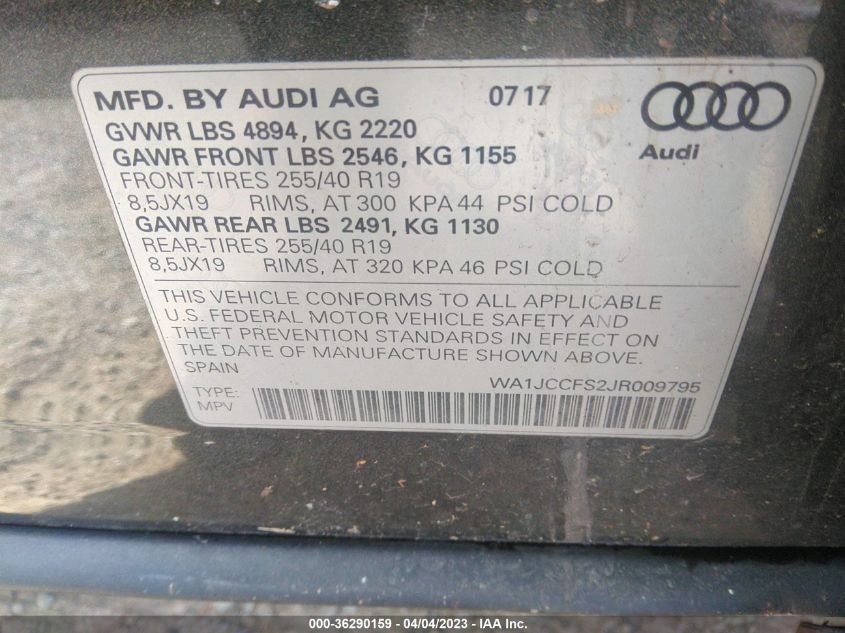 MFD. BY AUDI AG 0717
GVWR LBS 4894, KG 2220
GAWR FRONT LBS 2546, KG 1155
Audi
FRONT-TIRES 255/40 R19
8,5JX19 RIMS, AT 300 KPA 44 PSI COLD
GAWR REAR LBS 2491, KG 1130
REAR-TIRES 255/40 R19
8,5JX19 RIMS, AT 320 KPA 46 PSI COLD
THIS VEHICLE CONFORMS TO ALL APPLICABLE
U.S. FEDERAL MOTOR VEHICLE SAFETY AND
THEFT PREVENTION STANDARDS IN EFFECT ON
THE DATE OF MANUFACTURE SHOWN ABOVE.
SPAIN
WA1JCCFS2JR009795
TYPE:
MPV
000-36290159 - 04/04/2023 - IAA Inc.